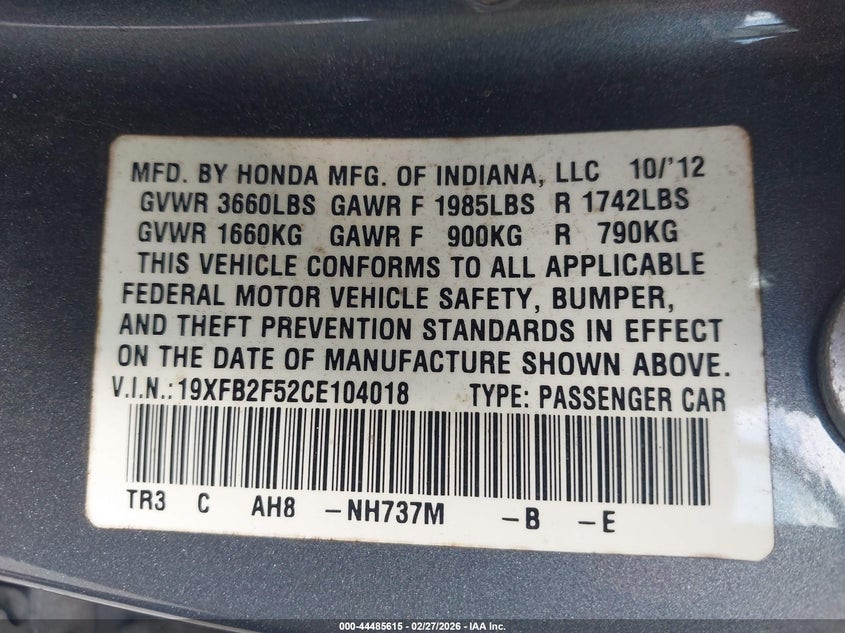 MFD. BY HONDA MFG. OF INDIANA, LLC 10/'12
GVWR 3660LBS GAWR F 1985LBS R 1742LBS
GVWR 1660KG GAWR F 900KG R 790KG
THIS VEHICLE CONFORMS TO ALL APPLICABLE
FEDERAL MOTOR VEHICLE SAFETY, BUMPER,
AND THEFT PREVENTION STANDARDS IN EFFECT
ON THE DATE OF MANUFACTURE SHOWN ABOVE.
V.I.N.:19XFB2F52CE104018 TYPE: PASSENGER CAR
TR3 C AH8 -NH737M -B -E
000-44485615 | 02/27/2026 - IAA Inc.